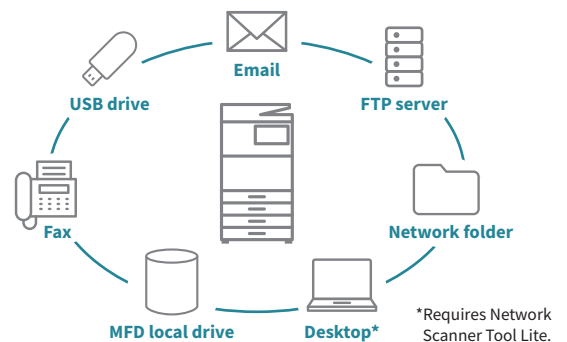 Email
USB drive
FTP server
Fax
Network folder
MFD local drive
Desktop*
*Requires Network
Scanner Tool Lite.